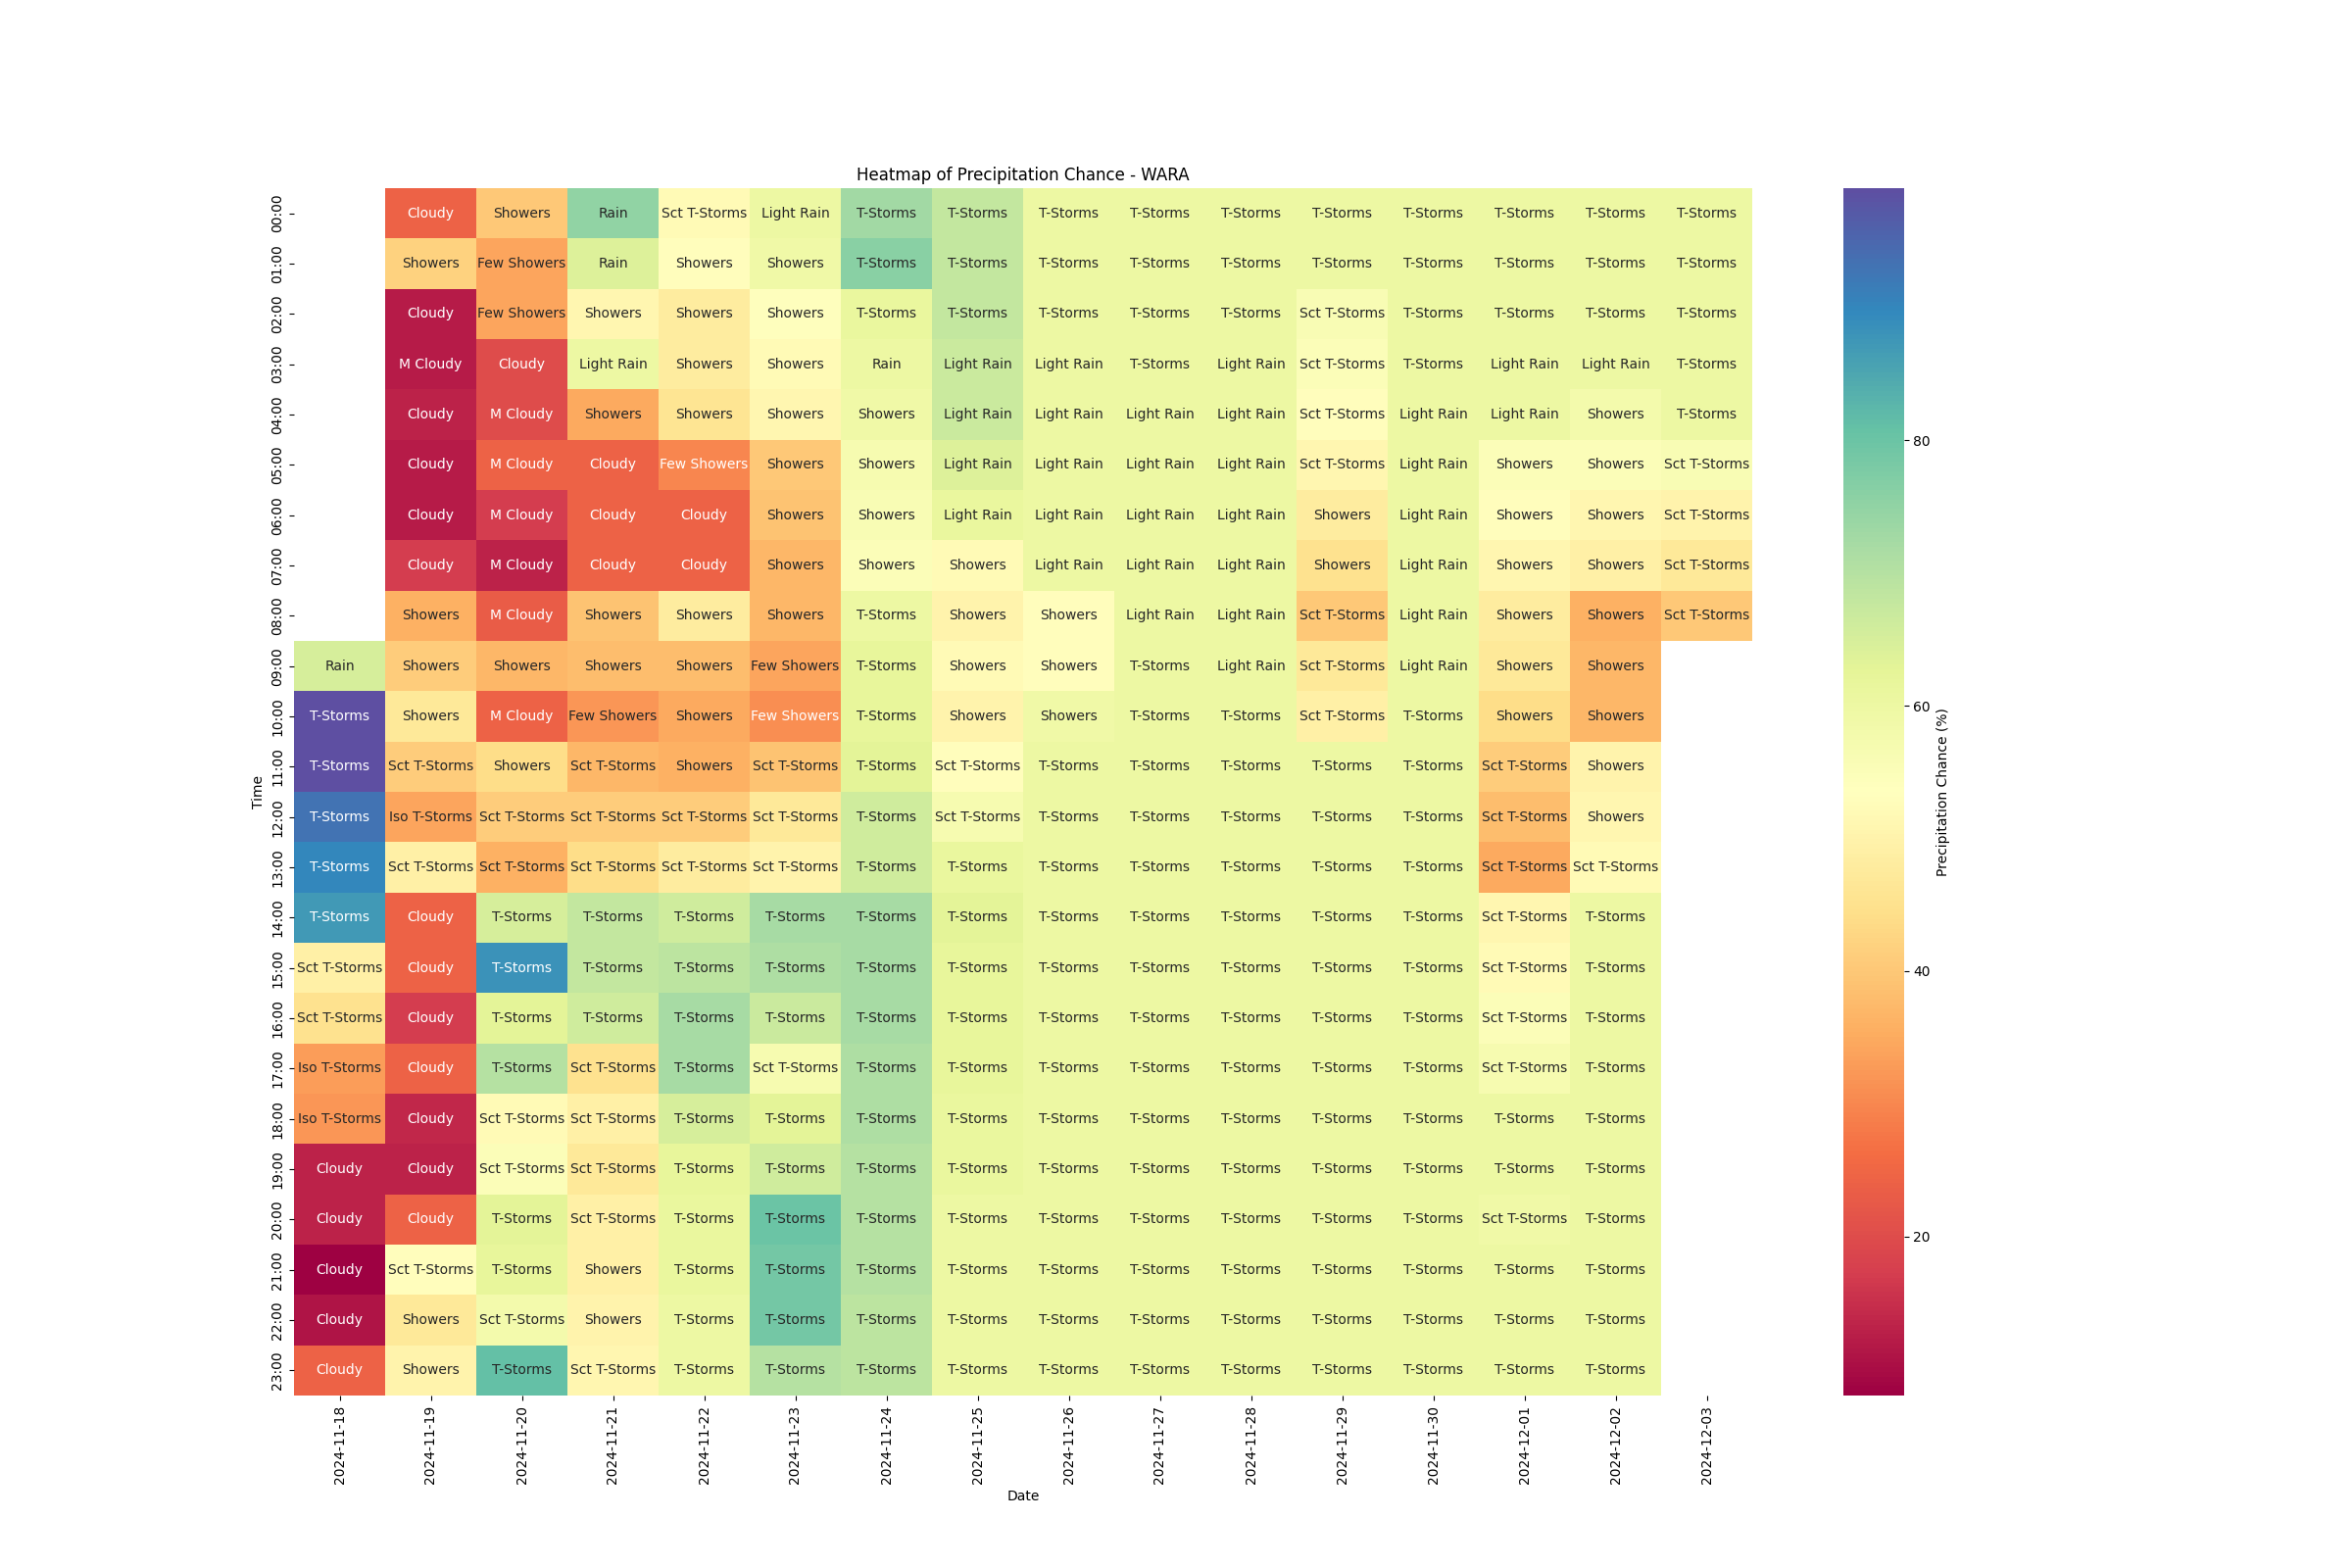 Heatmap of Precipitation Chance - WARA
00:00 Cloudy Showers Rain Sct T-Storms Light Rain T-Storms T-Storms T-Storms T-Storms T-Storms T-Storms T-Storms T-Storms T-Storms T-Storms
01:00 Showers Few Showers Rain Showers Showers T-Storms T-Storms T-Storms T-Storms T-Storms T-Storms T-Storms T-Storms T-Storms T-Storms
02:00 Cloudy Few Showers Showers Showers Showers T-Storms T-Storms T-Storms T-Storms T-Storms Sct T-Storms T-Storms T-Storms T-Storms T-Storms
03:00 M Cloudy Cloudy Light Rain Showers Showers Rain Light Rain Light Rain T-Storms Light Rain Sct T-Storms T-Storms Light Rain Light Rain T-Storms
04:00 Cloudy M Cloudy Showers Showers Showers Showers Light Rain Light Rain Light Rain Light Rain Sct T-Storms Light Rain Light Rain Showers T-Storms
05:00 Cloudy M Cloudy Cloudy Few Showers Showers Showers Light Rain Light Rain Light Rain Light Rain Sct T-Storms Light Rain Showers Showers Sct T-Storms
06:00 Cloudy M Cloudy Cloudy Cloudy Showers Showers Light Rain Light Rain Light Rain Light Rain Showers Light Rain Showers Showers Sct T-Storms
07:00 Cloudy M Cloudy Cloudy Cloudy Showers Showers Showers Light Rain Light Rain Light Rain Showers Light Rain Showers Showers Sct T-Storms
08:00 Showers M Cloudy Showers Showers Showers T-Storms Showers Showers Light Rain Light Rain Sct T-Storms Light Rain Showers Showers Sct T-Storms
09:00 Rain Showers Showers Showers Showers Few Showers T-Storms Showers Showers T-Storms Light Rain Sct T-Storms Light Rain Showers Showers
10:00 T-Storms Showers M Cloudy Few Showers Showers Few Showers T-Storms Showers Showers T-Storms T-Storms Sct T-Storms T-Storms Showers Showers
11:00 T-Storms Sct T-Storms Showers Sct T-Storms Showers Sct T-Storms T-Storms Sct T-Storms T-Storms T-Storms T-Storms T-Storms T-Storms Sct T-Storms Showers
12:00 T-Storms Iso T-Storms Sct T-Storms Sct T-Storms Sct T-Storms Sct T-Storms T-Storms Sct T-Storms T-Storms T-Storms T-Storms T-Storms T-Storms Sct T-Storms Showers
13:00 T-Storms Sct T-Storms Sct T-Storms Sct T-Storms Sct T-Storms Sct T-Storms T-Storms T-Storms T-Storms T-Storms T-Storms T-Storms T-Storms Sct T-Storms Sct T-Storms
14:00 T-Storms Cloudy T-Storms T-Storms T-Storms T-Storms T-Storms T-Storms T-Storms T-Storms T-Storms T-Storms T-Storms Sct T-Storms T-Storms
15:00 Sct T-Storms Cloudy T-Storms T-Storms T-Storms T-Storms T-Storms T-Storms T-Storms T-Storms T-Storms T-Storms T-Storms Sct T-Storms T-Storms
16:00 Sct T-Storms Cloudy T-Storms T-Storms T-Storms T-Storms T-Storms T-Storms T-Storms T-Storms T-Storms T-Storms T-Storms Sct T-Storms T-Storms
17:00 Iso T-Storms Cloudy T-Storms Sct T-Storms T-Storms Sct T-Storms T-Storms T-Storms T-Storms T-Storms T-Storms T-Storms T-Storms Sct T-Storms T-Storms
18:00 Iso T-Storms Cloudy Sct T-Storms Sct T-Storms T-Storms T-Storms T-Storms T-Storms T-Storms T-Storms T-Storms T-Storms T-Storms T-Storms T-Storms
19:00 Cloudy Cloudy Sct T-Storms Sct T-Storms T-Storms T-Storms T-Storms T-Storms T-Storms T-Storms T-Storms T-Storms T-Storms T-Storms T-Storms
20:00 Cloudy Cloudy T-Storms Sct T-Storms T-Storms T-Storms T-Storms T-Storms T-Storms T-Storms T-Storms T-Storms T-Storms Sct T-Storms T-Storms
21:00 Cloudy Sct T-Storms T-Storms Showers T-Storms T-Storms T-Storms T-Storms T-Storms T-Storms T-Storms T-Storms T-Storms T-Storms T-Storms
22:00 Cloudy Showers Sct T-Storms Showers T-Storms T-Storms T-Storms T-Storms T-Storms T-Storms T-Storms T-Storms T-Storms T-Storms T-Storms
23:00 Cloudy Showers T-Storms Sct T-Storms T-Storms T-Storms T-Storms T-Storms T-Storms T-Storms T-Storms T-Storms T-Storms T-Storms T-Storms
Time
2024-11-18 2024-11-19 2024-11-20 2024-11-21 2024-11-22 2024-11-23 2024-11-24 2024-11-25 2024-11-26 2024-11-27 2024-11-28 2024-11-29 2024-11-30 2024-12-01 2024-12-02 2024-12-03
Date
80
60
40
20
Precipitation Chance (%)